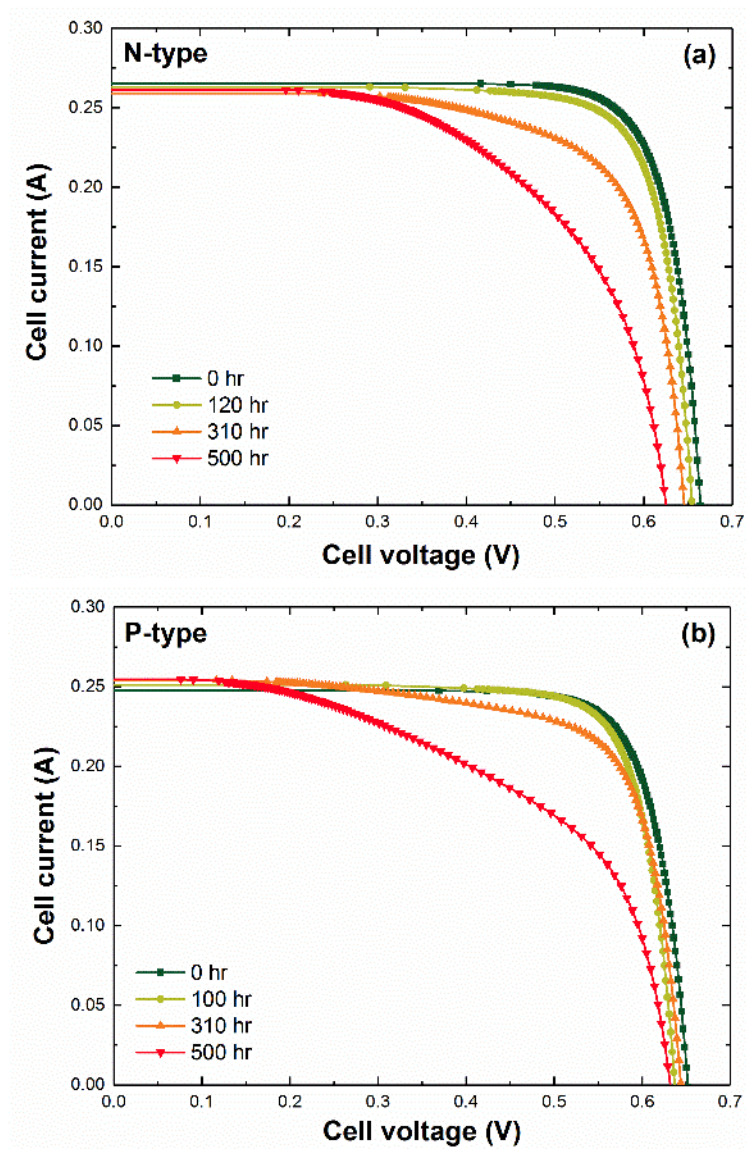 N-type
(a)
0.30
0.25
0.20
0.15
0.10
0.05
0.00
Cell current (A)
0 hr
120 hr
310 hr
500 hr
0.0 0.1 0.2 0.3 0.4 0.5 0.6 0.7
Cell voltage (V)
P-type
(b)
0.30
0.25
0.20
0.15
0.10
0.05
0.00
Cell current (A)
0 hr
100 hr
310 hr
500 hr
0.0 0.1 0.2 0.3 0.4 0.5 0.6 0.7
Cell voltage (V)